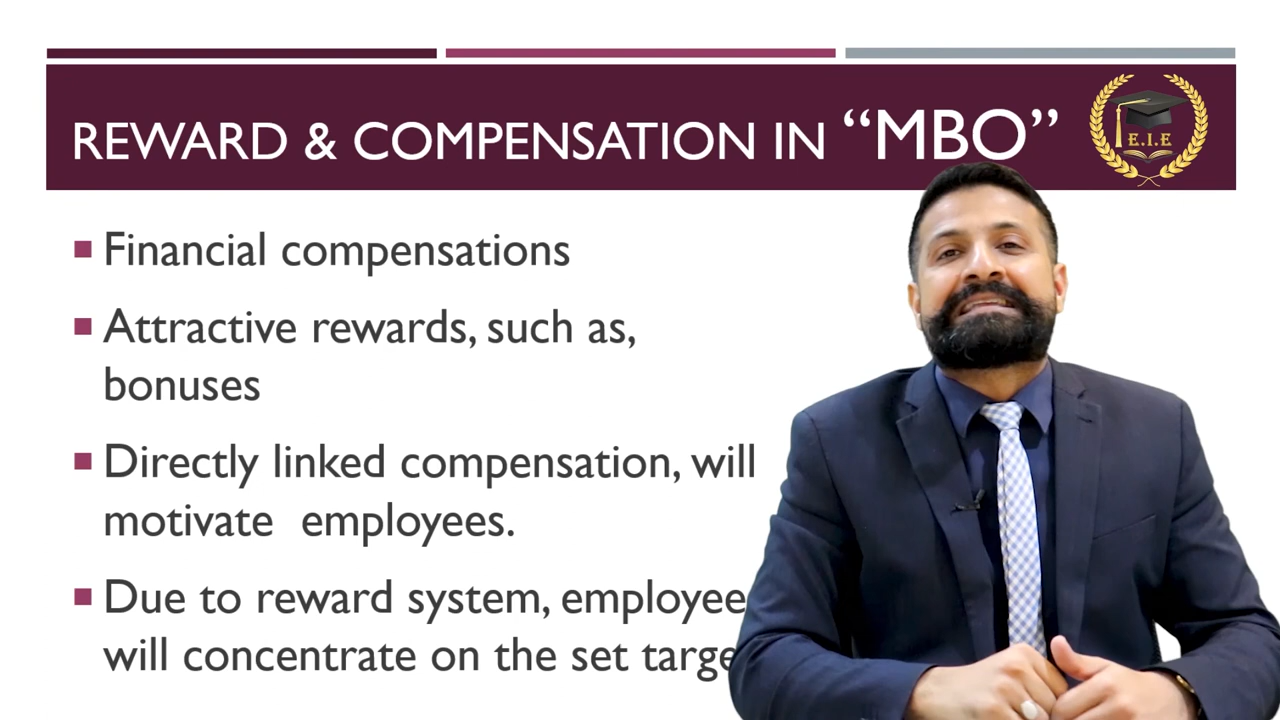 REWARD & COMPENSATION IN “MBO”
E.I.E
Financial compensations
Attractive rewards, such as,
bonuses
Directly linked compensation, will
motivate employees.
Due to reward system, employee
will concentrate on the set